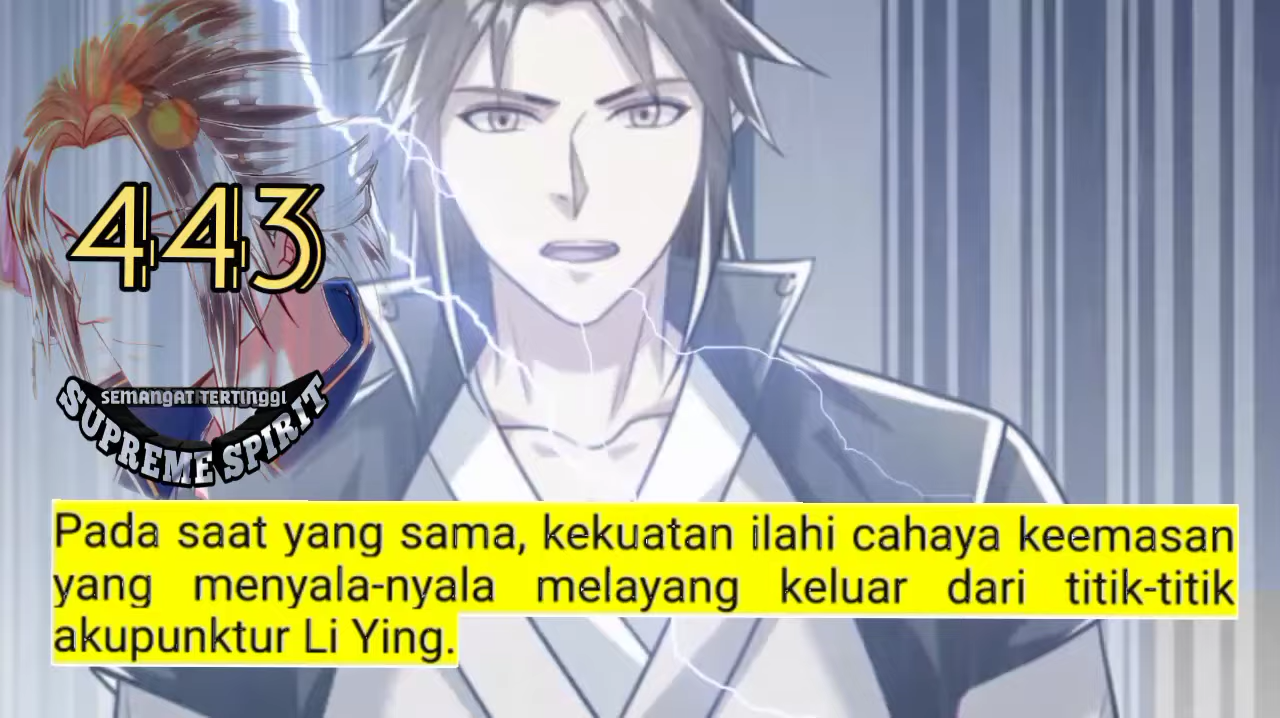 443
SEMANGAT TERTINGGI
SUPREME SPIRIT
Pada saat yang sama, kekuatan ilahi cahaya keemasan
yang menyala-nyala melayang keluar dari titik-titik
akupunktur Li Ying.